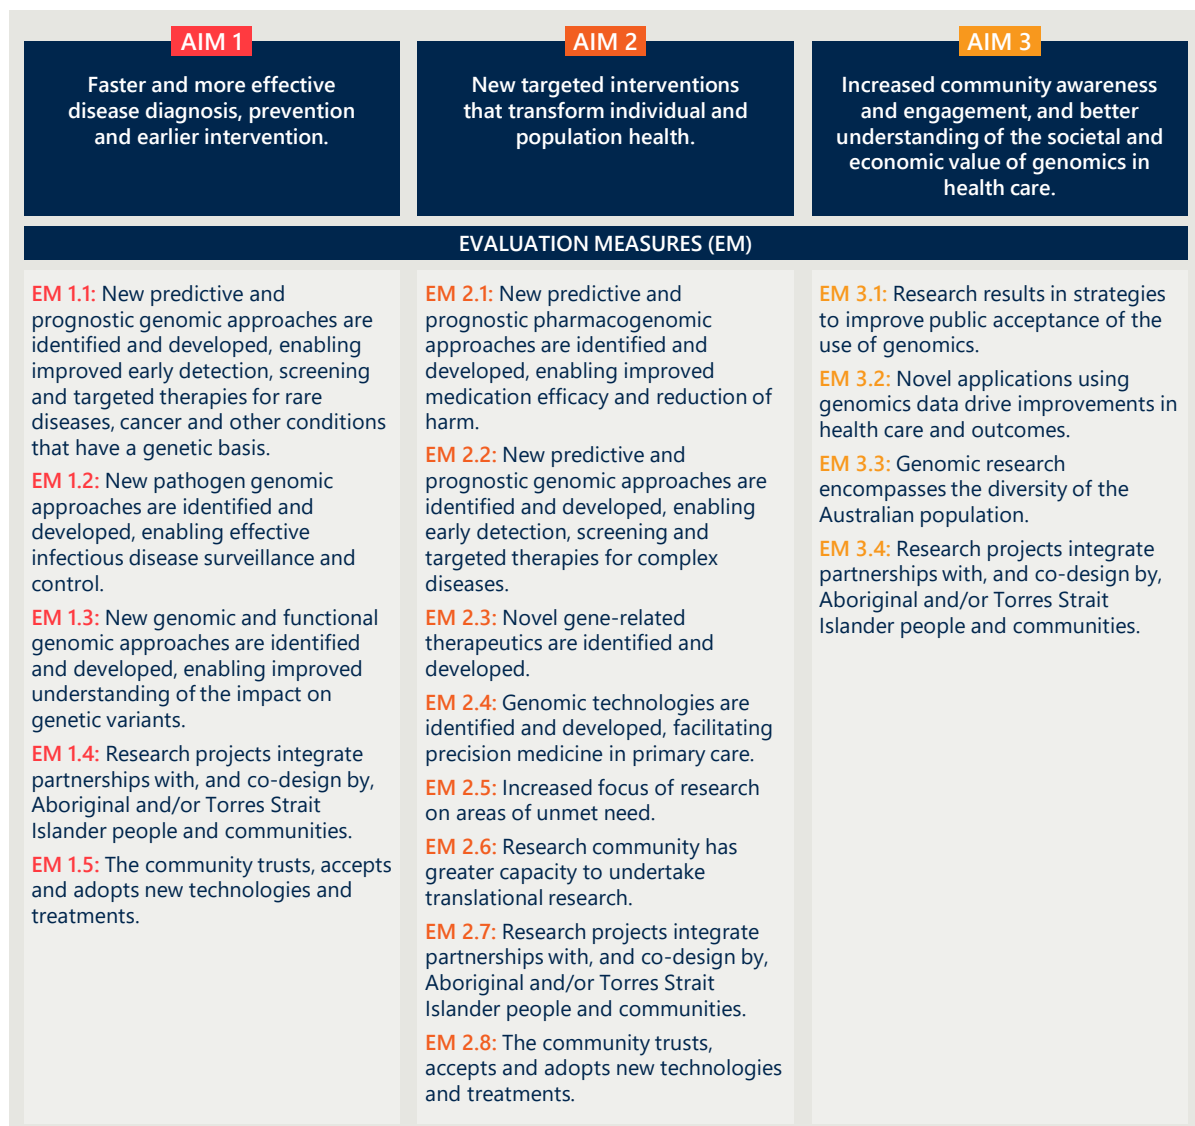 AIM 1
Faster and more effective
disease diagnosis, prevention
and earlier intervention.
AIM 2
New targeted interventions
that transform individual and
population health.
AIM 3
Increased community awareness
and engagement, and better
understanding of the societal and
economic value of genomics in
health care.
EVALUATION MEASURES (EM)
EM 1.1: New predictive and
prognostic genomic approaches are
identified and developed, enabling
improved early detection, screening
and targeted therapies for rare
diseases, cancer and other conditions
that have a genetic basis.
EM 1.2: New pathogen genomic
approaches are identified and
developed, enabling effective
infectious disease surveillance and
control.
EM 1.3: New genomic and functional
genomic approaches are identified
and developed, enabling improved
understanding of the impact on
genetic variants.
EM 1.4: Research projects integrate
partnerships with, and co-design by,
Aboriginal and/or Torres Strait
Islander people and communities.
EM 1.5: The community trusts, accepts
and adopts new technologies and
treatments.
EM 2.1: New predictive and
prognostic pharmacogenomic
approaches are identified and
developed, enabling improved
medication efficacy and reduction of
harm.
EM 2.2: New predictive and
prognostic genomic approaches are
identified and developed, enabling
early detection, screening and
targeted therapies for complex
diseases.
EM 2.3: Novel gene-related
therapeutics are identified and
developed.
EM 2.4: Genomic technologies are
identified and developed, facilitating
precision medicine in primary care.
EM 2.5: Increased focus of research
on areas of unmet need.
EM 2.6: Research community has
greater capacity to undertake
translational research.
EM 2.7: Research projects integrate
partnerships with, and co-design by,
Aboriginal and/or Torres Strait
Islander people and communities.
EM 2.8: The community trusts,
accepts and adopts new technologies
and treatments.
EM 3.1: Research results in strategies
to improve public acceptance of the
use of genomics.
EM 3.2: Novel applications using
genomics data drive improvements in
health care and outcomes.
EM 3.3: Genomic research
encompasses the diversity of the
Australian population.
EM 3.4: Research projects integrate
partnerships with, and co-design by,
Aboriginal and/or Torres Strait
Islander people and communities.